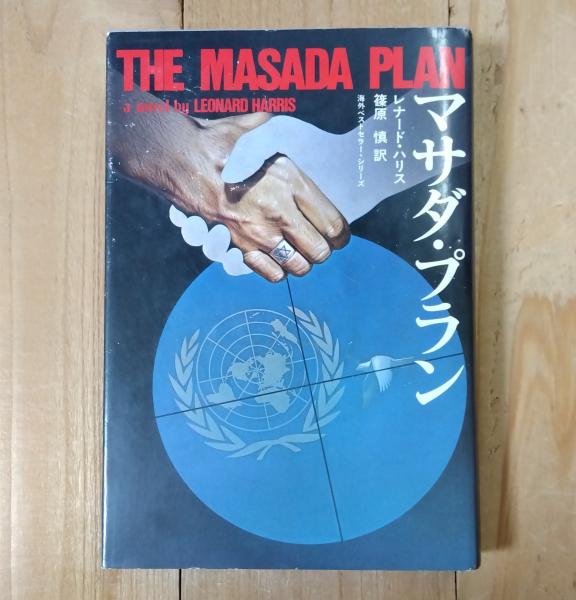 THE MASADA PLAN
a novel by LEONARD HARRIS
マサダ・プラン
レナード・ハリス
篠原 慎 訳
海外ベストセラー・シリーズ